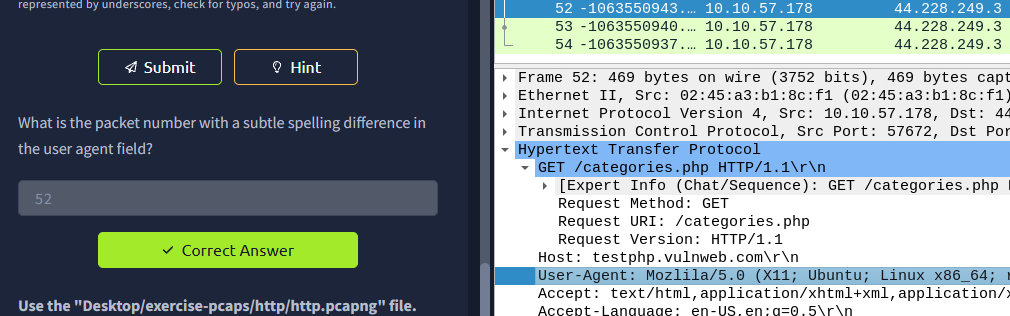 represented by underscores, check for typos, and try again.
Submit
Hint
What is the packet number with a subtle spelling difference in
the user agent field?
52
Correct Answer
Use the "Desktop/exercise-pcaps/http/http.pcapng" file.
52 -1063550943.… 10.10.57.178 44.228.249.3
53 -1063550940.… 10.10.57.178 44.228.249.3
54 -1063550937.… 10.10.57.178 44.228.249.3
Frame 52: 469 bytes on wire (3752 bits), 469 bytes capt
Ethernet II, Src: 02:45:a3:b1:8c:f1 (02:45:a3:b1:8c:f1)
Internet Protocol Version 4, Src: 10.10.57.178, Dst: 44
Transmission Control Protocol, Src Port: 57672, Dst Por
Hypertext Transfer Protocol
GET /categories.php HTTP/1.1\r\n
[Expert Info (Chat/Sequence): GET /categories.php
Request Method: GET
Request URI: /categories.php
Request Version: HTTP/1.1
Host: testphp.vulnweb.com\r\n
User-Agent: Mozlila/5.0 (X11; Ubuntu; Linux x86_64; r
Accept: text/html,application/xhtml+xml,application/x
Accept-Language: en-US,en;q=0.5\r\n